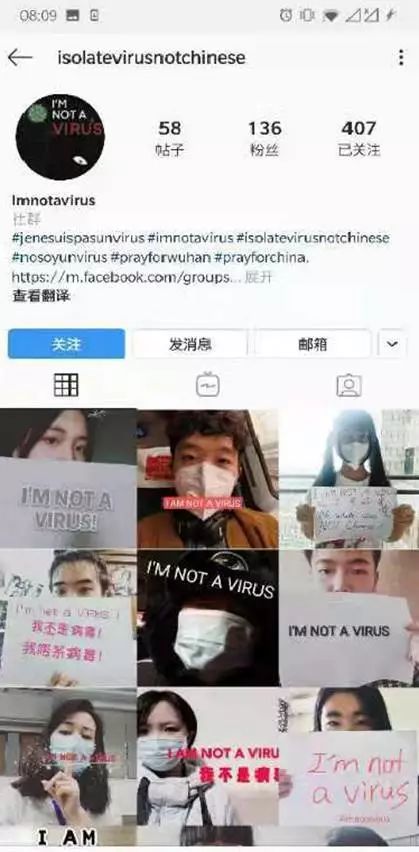 08:09
isolatevirusnotchinese
I'M
NOT A
VIRUS
58
136
407
帖子
粉丝
已关注
Imnotavirus
社群
#jenesuispasunvirus #imnotavirus #isolatevirusnotchinese
#nosoyunvirus #prayforwuhan #prayforchina.
https://m.facebook.com/groups... 展开
查看翻译
关注
发消息
邮箱
I'M NOT A
VIRUS!
I AM NOT A VIRUS
I'M NOT A VIRUS
I'm not a VIRUS!
我不是病毒!
我唔系病毒!
I'M NOT A VIRUS
I'M NOT A VIRUS
I AM
NOT A VIRUS
I AM NOT A VIRU
我不是病毒
I'm not
a virus